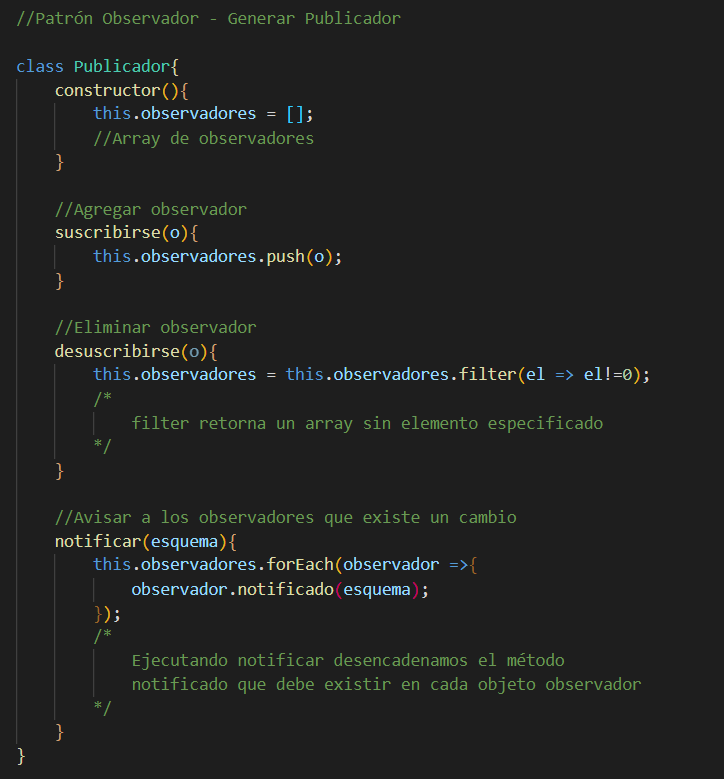 //Patrón Observador - Generar Publicador
class Publicador{
constructor(){
this.observadores = [];
//Array de observadores
}
//Agregar observador
suscribirse(o){
this.observadores.push(o);
}
//Eliminar observador
desuscribirse(o){
this.observadores = this.observadores.filter(el => el!=0);
/*
filter retorna un array sin elemento especificado
*/
}
//Avisar a los observadores que existe un cambio
notificar(esquema){
this.observadores.forEach(observador =>{
observador.notificado(esquema);
});
/*
Ejecutando notificar desencadenamos el método
notificado que debe existir en cada objeto observador
*/
}
}